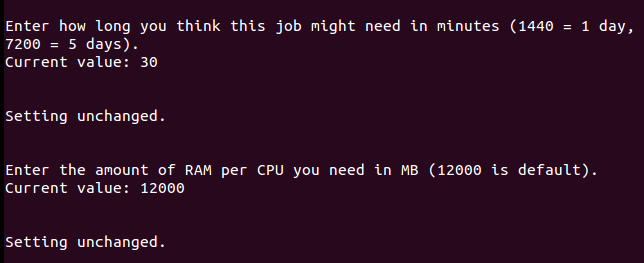 Enter how long you think this job might need in minutes (1440 = 1 day,
7200 = 5 days).
Current value: 30
Setting unchanged.
Enter the amount of RAM per CPU you need in MB (12000 is default).
Current value: 12000
Setting unchanged.